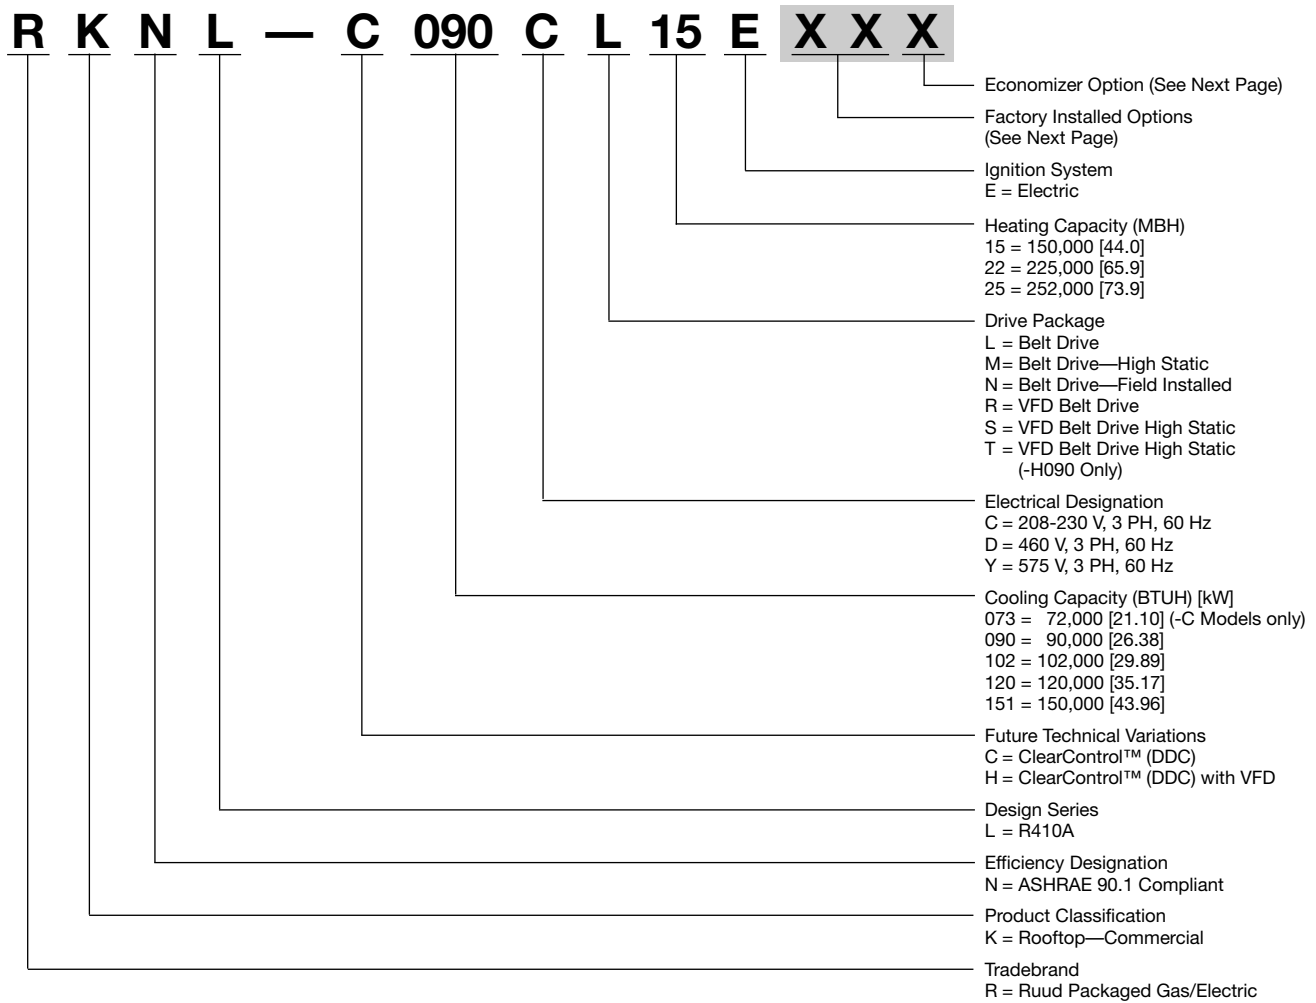 R K N L — C 090 C L 15 E X X X
Economizer Option (See Next Page)
Factory Installed Options
(See Next Page)
Ignition System
E = Electric
Heating Capacity (MBH)
15 = 150,000 [44.0]
22 = 225,000 [65.9]
25 = 252,000 [73.9]
Drive Package
L = Belt Drive
M= Belt Drive—High Static
N = Belt Drive—Field Installed
R = VFD Belt Drive
S = VFD Belt Drive High Static
T = VFD Belt Drive High Static
(-H090 Only)
Electrical Designation
C = 208-230 V, 3 PH, 60 Hz
D = 460 V, 3 PH, 60 Hz
Y = 575 V, 3 PH, 60 Hz
Cooling Capacity (BTUH) [kW]
073 = 72,000 [21.10] (-C Models only)
090 = 90,000 [26.38]
102 = 102,000 [29.89]
120 = 120,000 [35.17]
151 = 150,000 [43.96]
Future Technical Variations
C = ClearControl™ (DDC)
H = ClearControl™ (DDC) with VFD
Design Series
L = R410A
Efficiency Designation
N = ASHRAE 90.1 Compliant
Product Classification
K = Rooftop—Commercial
Tradebrand
R = Ruud Packaged Gas/Electric